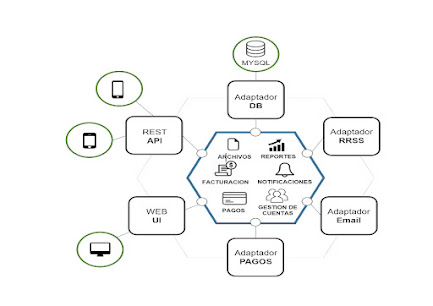 MYSQL
Adaptador
DB
REST
API
Adaptador
RRSS
ARCHIVOS
REPORTES
$
FACTURACION
NOTIFICACIONES
PAGOS
GESTION DE
CUENTAS
WEB
UI
Adaptador
Email
Adaptador
PAGOS